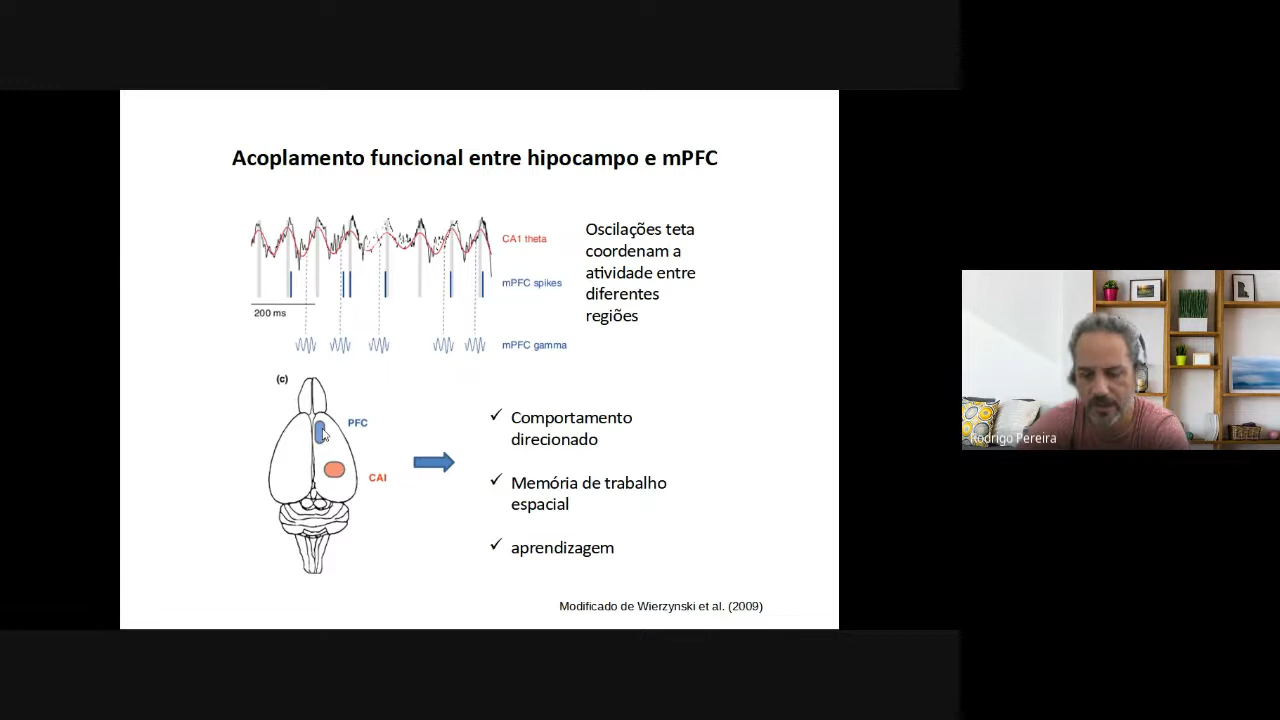 Acoplamento funcional entre hipocampo e mPFC
CA1 theta
mPFC spikes
200 ms
mPFC gamma
Oscilações teta
coordenam a
atividade entre
diferentes
regiões
(c)
PFC
CAI
✓ Comportamento
direcionado
✓ Memória de trabalho
espacial
✓ aprendizagem
Modificado de Wierzynski et al. (2009)
Rodrigo Pereira